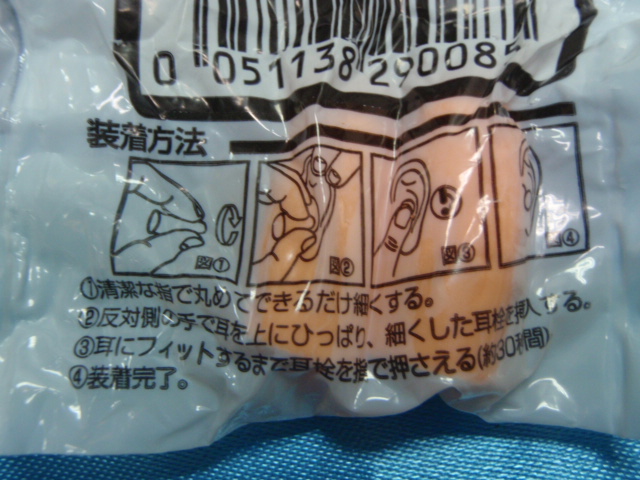 0 051138 29008
装着方法
図① 図② 図③ 図④
①清潔な指で丸めてできるだけ細くする。
②反対側の手で耳を上にひっぱり、細くした耳栓を挿入する。
③耳にフィットするまで耳栓を指で押さえる(約30秒間)
④装着完了。